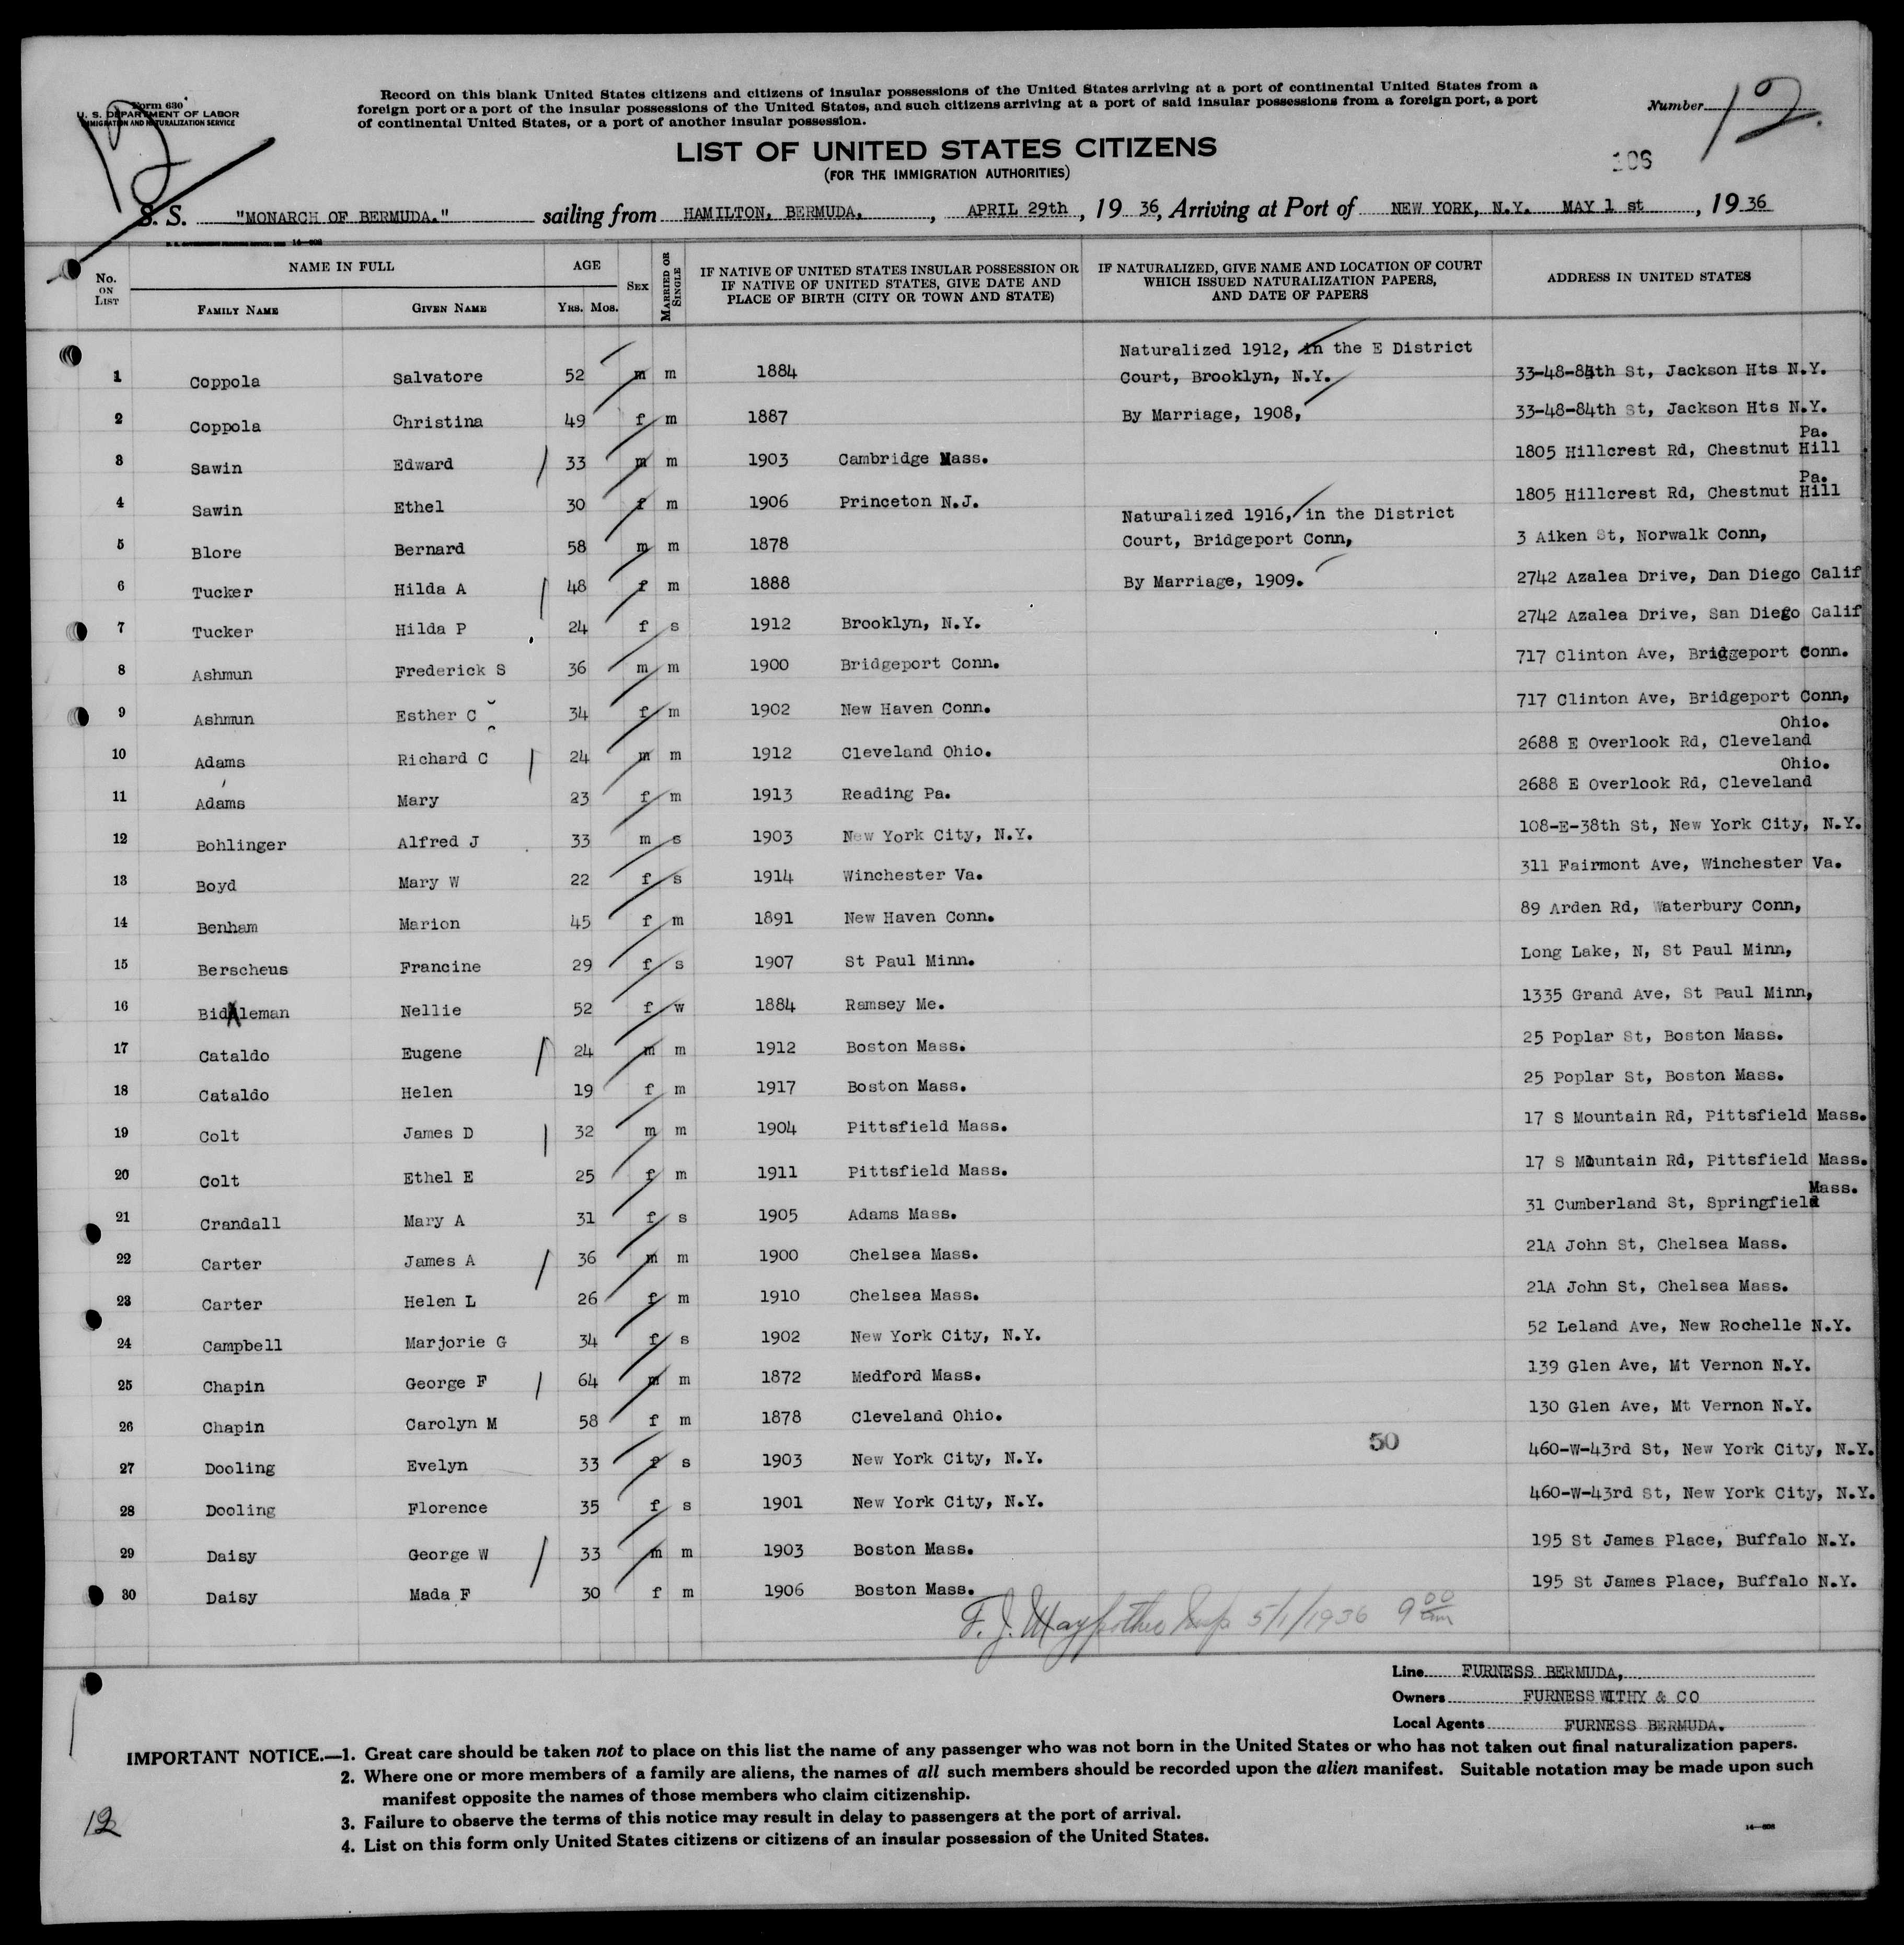 Form 630
U. S. DEPARTMENT OF LABOR
IMMIGRATION AND NATURALIZATION SERVICE
Record on this blank United States citizens and citizens of insular possessions of the United States arriving at a port of continental United States from a
foreign port or a port of the insular possessions of the United States, and such citizens arriving at a port of said insular possessions from a foreign port, a port
of continental United States, or a port of another insular possession.
Number 12.
LIST OF UNITED STATES CITIZENS
106
(FOR THE IMMIGRATION AUTHORITIES)
S. S. "MONARCH OF BERMUDA." sailing from HAMILTON, BERMUDA, , APRIL 29th, 19 36, Arriving at Port of NEW YORK, N.Y. MAY 1 st , 19 36
No. ON LIST NAME IN FULL FAMILY NAME GIVEN NAME AGE YRS. MOS. SEX MARRIED OR SINGLE IF NATIVE OF UNITED STATES INSULAR POSSESSION OR IF NATIVE OF UNITED STATES, GIVE DATE AND PLACE OF BIRTH (CITY OR TOWN AND STATE) IF NATURALIZED, GIVE NAME AND LOCATION OF COURT WHICH ISSUED NATURALIZATION PAPERS, AND DATE OF PAPERS ADDRESS IN UNITED STATES
1 Coppola Salvatore 52 m m 1884 Naturalized 1912, in the E District Court, Brooklyn, N.Y. 33-48-84th St, Jackson Hts N.Y.
2 Coppola Christina 49 f m 1887 By Marriage, 1908, 33-48-84th St, Jackson Hts N.Y.
3 Sawin Edward 33 m m 1903 Cambridge Mass. 1805 Hillcrest Rd, Chestnut Hill Pa.
4 Sawin Ethel 30 f m 1906 Princeton N.J. 1805 Hillcrest Rd, Chestnut Hill Pa.
5 Blore Bernard 58 m m 1878 Naturalized 1916, in the District Court, Bridgeport Conn, 3 Aiken St, Norwalk Conn,
6 Tucker Hilda A 48 f m 1888 By Marriage, 1909. 2742 Azalea Drive, Dan Diego Calif
7 Tucker Hilda P 24 f s 1912 Brooklyn, N.Y. 2742 Azalea Drive, San Diego Calif
8 Ashmun Frederick S 36 m m 1900 Bridgeport Conn. 717 Clinton Ave, Bridgeport Conn.
9 Ashmun Esther C 34 f m 1902 New Haven Conn. 717 Clinton Ave, Bridgeport Conn,
10 Adams Richard C 24 m m 1912 Cleveland Ohio. 2688 E Overlook Rd, Cleveland Ohio.
11 Adams Mary 23 f m 1913 Reading Pa. 2688 E Overlook Rd, Cleveland Ohio.
12 Bohlinger Alfred J 33 m s 1903 New York City, N.Y. 108-E-38th St, New York City, N.Y.
13 Boyd Mary W 22 f s 1914 Winchester Va. 311 Fairmont Ave, Winchester Va.
14 Benham Marion 45 f m 1891 New Haven Conn. 89 Arden Rd, Waterbury Conn,
15 Berscheus Francine 29 f s 1907 St Paul Minn. Long Lake, N, St Paul Minn,
16 Bidleman Nellie 52 f w 1884 Ramsey Me. 1335 Grand Ave, St Paul Minn,
17 Cataldo Eugene 24 m m 1912 Boston Mass. 25 Poplar St, Boston Mass.
18 Cataldo Helen 19 f m 1917 Boston Mass. 25 Poplar St, Boston Mass.
19 Colt James D 32 m m 1904 Pittsfield Mass. 17 S Mountain Rd, Pittsfield Mass.
20 Colt Ethel E 25 f m 1911 Pittsfield Mass. 17 S Mountain Rd, Pittsfield Mass.
21 Crandall Mary A 31 f s 1905 Adams Mass. 31 Cumberland St, Springfield Mass.
22 Carter James A 36 m m 1900 Chelsea Mass. 21A John St, Chelsea Mass.
23 Carter Helen L 26 f m 1910 Chelsea Mass. 21A John St, Chelsea Mass.
24 Campbell Marjorie G 34 f s 1902 New York City, N.Y. 52 Leland Ave, New Rochelle N.Y.
25 Chapin George F 64 m m 1872 Medford Mass. 139 Glen Ave, Mt Vernon N.Y.
26 Chapin Carolyn M 58 f m 1878 Cleveland Ohio. 130 Glen Ave, Mt Vernon N.Y.
50
27 Dooling Evelyn 33 f s 1903 New York City, N.Y. 460-W-43rd St, New York City, N.Y.
28 Dooling Florence 35 f s 1901 New York City, N.Y. 460-W-43rd St, New York City, N.Y.
29 Daisy George W 33 m m 1903 Boston Mass. 195 St James Place, Buffalo N.Y.
30 Daisy Mada F 30 f m 1906 Boston Mass. 195 St James Place, Buffalo N.Y.
F. J. 5/1/1936 9 00 am
Line FURNESS BERMUDA,
Owners FURNESS WITHY & CO
Local Agents FURNESS BERMUDA.
IMPORTANT NOTICE.—1. Great care should be taken not to place on this list the name of any passenger who was not born in the United States or who has not taken out final naturalization papers.
2. Where one or more members of a family are aliens, the names of all such members should be recorded upon the alien manifest. Suitable notation may be made upon such
manifest opposite the names of those members who claim citizenship.
3. Failure to observe the terms of this notice may result in delay to passengers at the port of arrival.
4. List on this form only United States citizens or citizens of an insular possession of the United States.
12